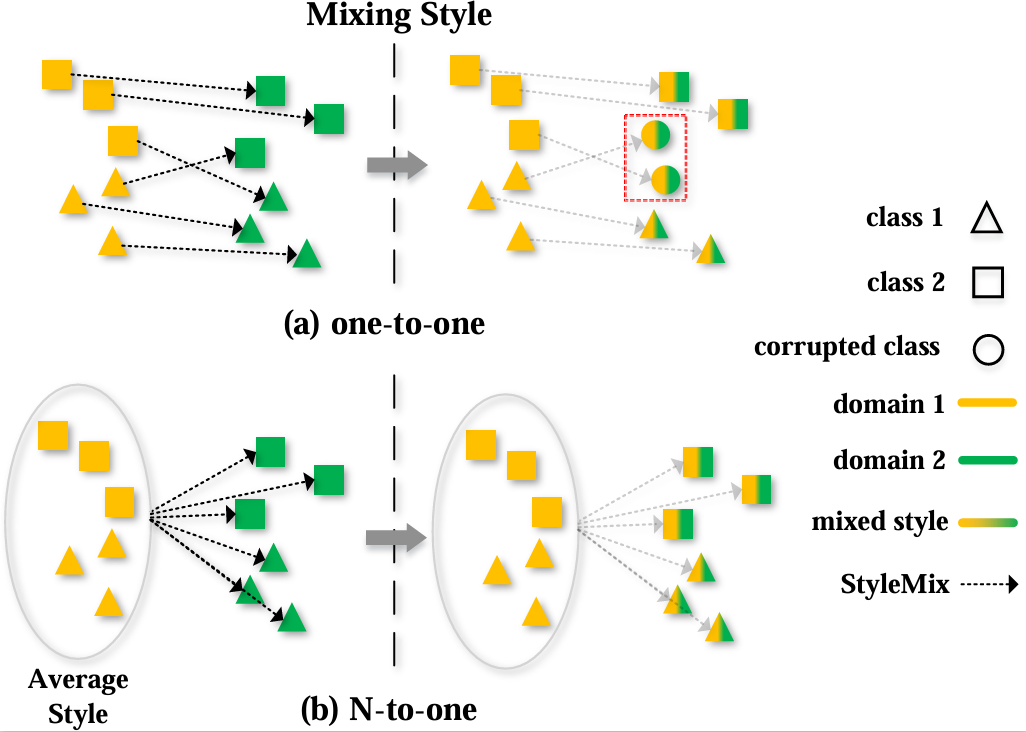 Mixing Style
(a) one-to-one
class 1
class 2
corrupted class
domain 1
domain 2
mixed style
StyleMix
Average
Style
(b) N-to-one